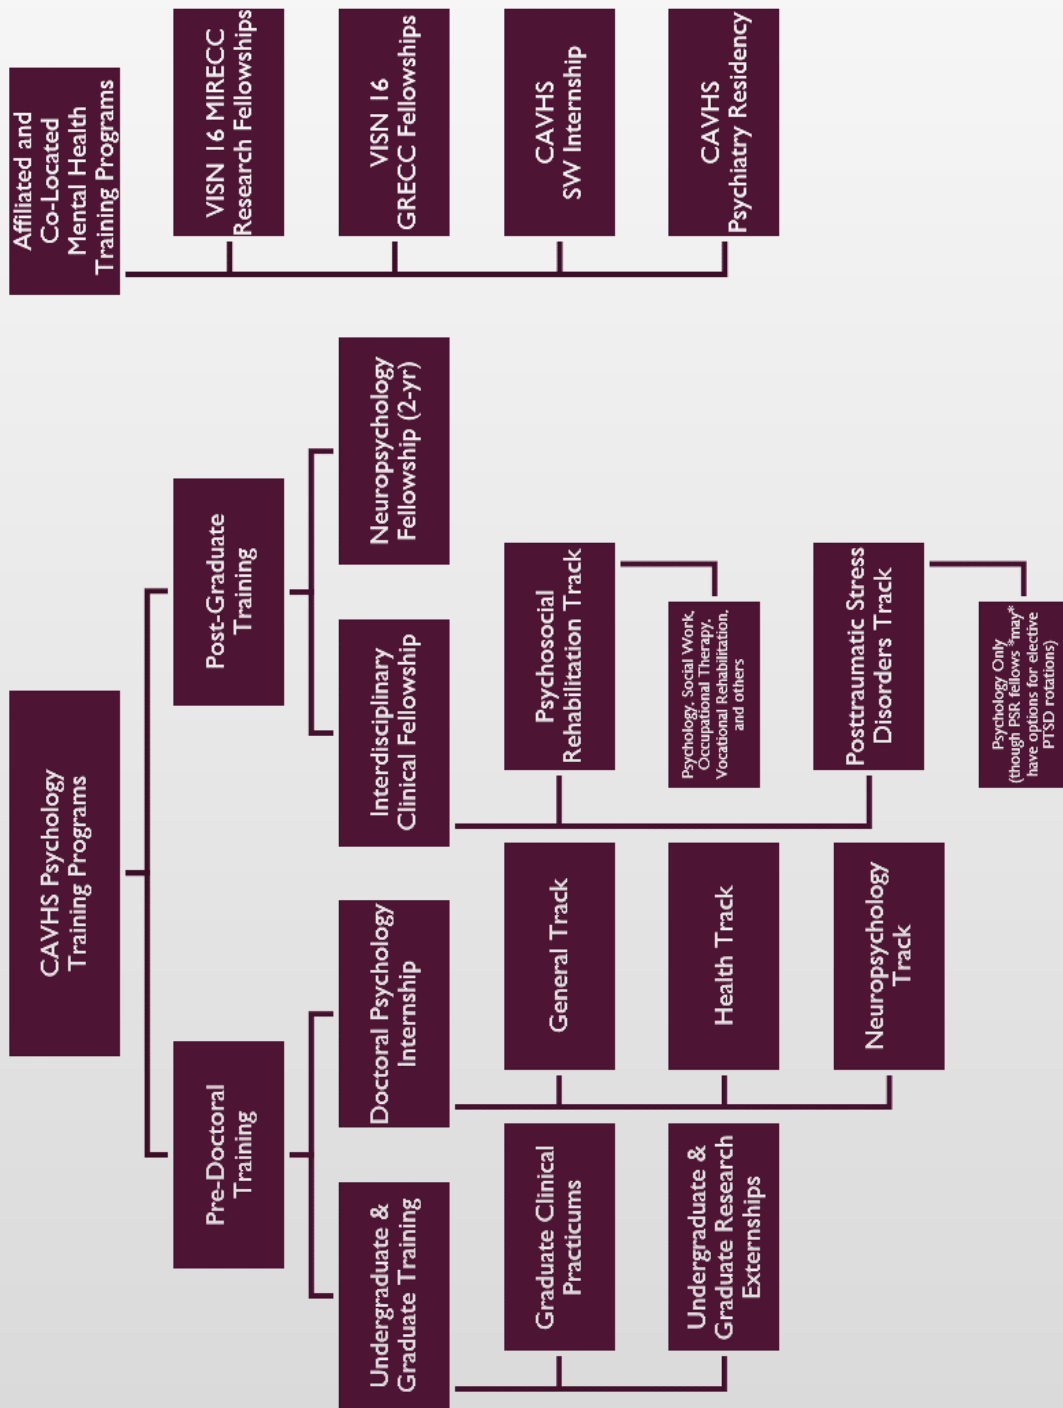 CAVHS Psychology
Training Programs
Pre-Doctoral
Training
Undergraduate &
Graduate Training
Graduate Clinical
Practicums
Undergraduate &
Graduate Research
Externships
Doctoral Psychology
Internship
General Track
Health Track
Neuropsychology
Track
Post-Graduate
Training
Interdisciplinary
Clinical Fellowship
Psychosocial
Rehabilitation Track
Psychology, Social Work,
Occupational Therapy,
Vocational Rehabilitation,
and others
Posttraumatic Stress
Disorders Track
Psychology Only
(though PSR fellows *may*
have options for elective
PTSD rotations)
Neuropsychology
Fellowship (2-yr)
Affiliated and
Co-Located
Mental Health
Training Programs
VISN 16 MIRECC
Research Fellowships
VISN 16
GRECC Fellowships
CAVHS
SW Internship
CAVHS
Psychiatry Residency